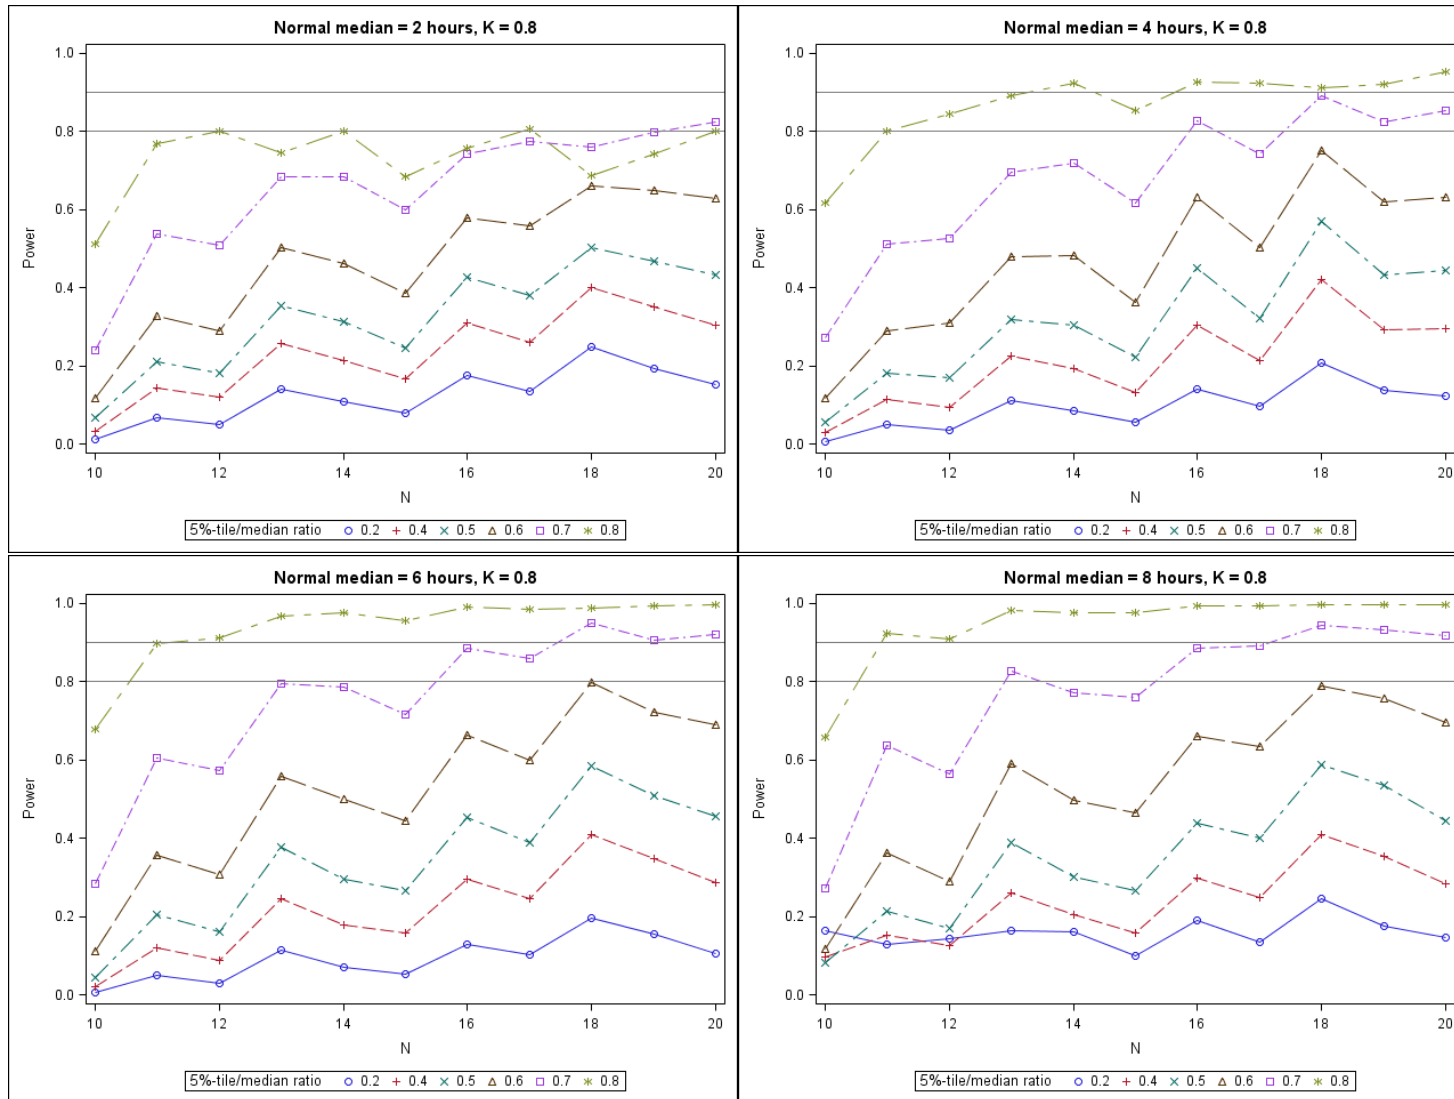 Normal median = 2 hours, K = 0.8
1.0
0.8
0.6
0.4
0.2
0.0
Power
10 12 14 16 18 20
N
5%-tile/median ratio 0.2 0.4 0.5 0.6 0.7 0.8
Normal median = 4 hours, K = 0.8
1.0
0.8
0.6
0.4
0.2
0.0
Power
10 12 14 16 18 20
N
5%-tile/median ratio 0.2 0.4 0.5 0.6 0.7 0.8
Normal median = 6 hours, K = 0.8
1.0
0.8
0.6
0.4
0.2
0.0
Power
10 12 14 16 18 20
N
5%-tile/median ratio 0.2 0.4 0.5 0.6 0.7 0.8
Normal median = 8 hours, K = 0.8
1.0
0.8
0.6
0.4
0.2
0.0
Power
10 12 14 16 18 20
N
5%-tile/median ratio 0.2 0.4 0.5 0.6 0.7 0.8